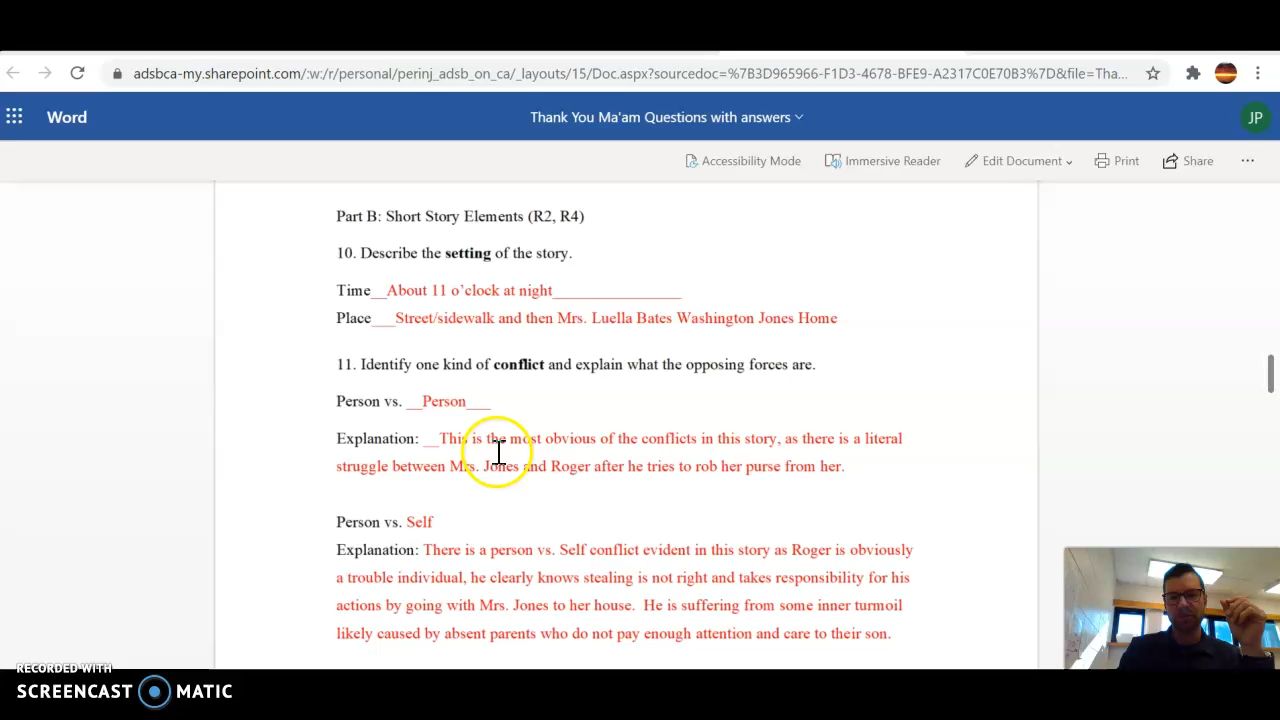 adsbca-my.sharepoint.com/:w:/r/personal/perinj_adsb_on_ca/_layouts/15/Doc.aspx?sourcedoc=%7B3D965966-F1D3-4678-BFE9-A2317C0E70B3%7D&file=Tha...
Word
Thank You Ma'am Questions with answers
JP
Accessibility Mode
Immersive Reader
Edit Document
Print
Share
Part B: Short Story Elements (R2, R4)
10. Describe the setting of the story.
Time__About 11 o’clock at night_________________
Place___Street/sidewalk and then Mrs. Luella Bates Washington Jones Home
11. Identify one kind of conflict and explain what the opposing forces are.
Person vs. __Person___
Explanation: __This is the most obvious of the conflicts in this story, as there is a literal
struggle between Mrs. Jones and Roger after he tries to rob her purse from her.
Person vs. Self
Explanation: There is a person vs. Self conflict evident in this story as Roger is obviously
a trouble individual, he clearly knows stealing is not right and takes responsibility for his
actions by going with Mrs. Jones to her house. He is suffering from some inner turmoil
likely caused by absent parents who do not pay enough attention and care to their son.
RECORDED WITH
SCREENCAST MATIC